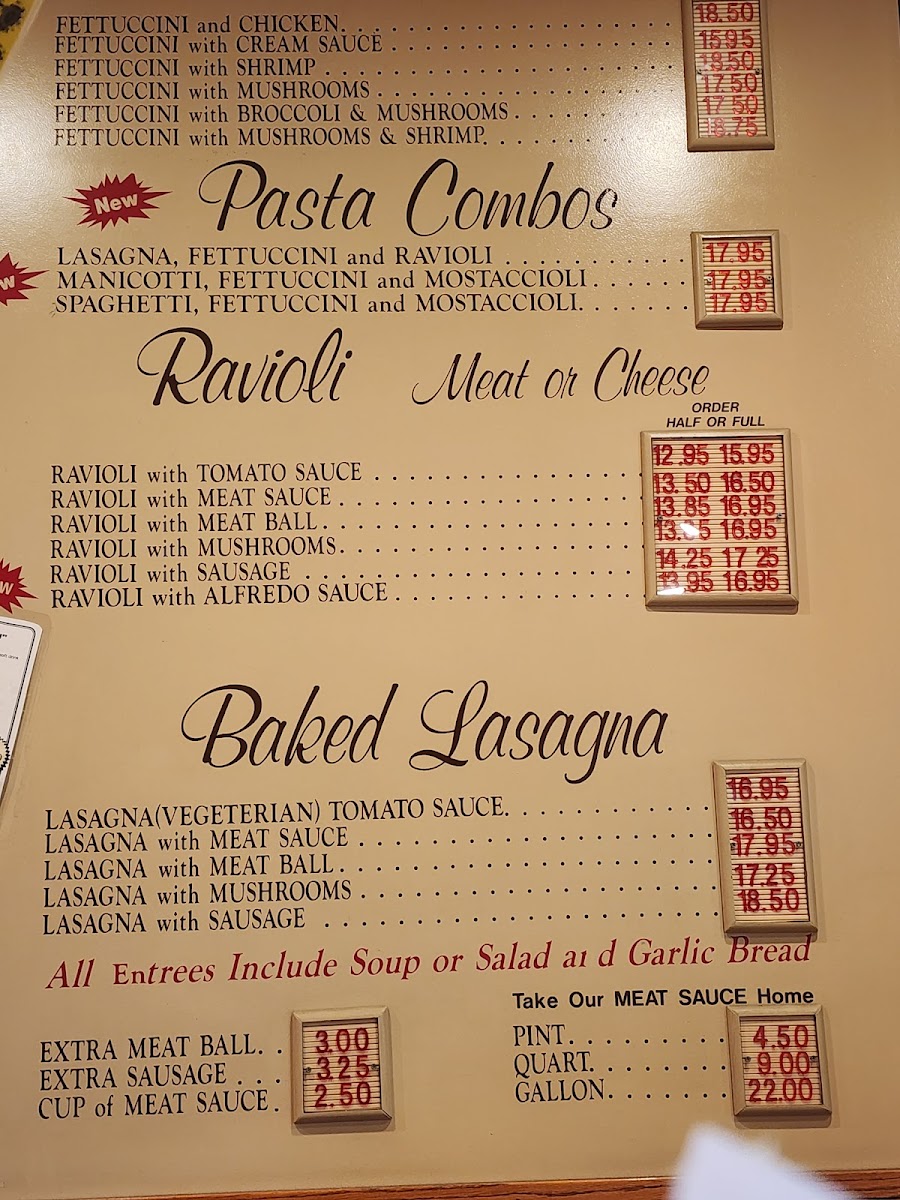 FETTUCCINI and CHICKEN. 18.50
FETTUCCINI with CREAM SAUCE 15.95
FETTUCCINI with SHRIMP 18.50
FETTUCCINI with MUSHROOMS 17.50
FETTUCCINI with BROCCOLI & MUSHROOMS 17 50
FETTUCCINI with MUSHROOMS & SHRIMP. 18.75
New
Pasta Combos
LASAGNA, FETTUCCINI and RAVIOLI 17.95
MANICOTTI, FETTUCCINI and MOSTACCIOLI 17.95
SPAGHETTI, FETTUCCINI and MOSTACCIOLI. 17.95
Ravioli Meat or Cheese
ORDER
HALF OR FULL
RAVIOLI with TOMATO SAUCE 12.95 15.95
RAVIOLI with MEAT SAUCE 13.50 16.50
RAVIOLI with MEAT BALL 13.85 16.95
RAVIOLI with MUSHROOMS 16.95
RAVIOLI with SAUSAGE 14.25 17 25
RAVIOLI with ALFREDO SAUCE 13.95 16.95
Baked Lasagna
LASAGNA(VEGETERIAN) TOMATO SAUCE. 16.95
LASAGNA with MEAT SAUCE 16.50
LASAGNA with MEAT BALL 17.95
LASAGNA with MUSHROOMS 17.25
LASAGNA with SAUSAGE 18.50
All Entrees Include Soup or Salad a d Garlic Bread
EXTRA MEAT BALL 3.00
EXTRA SAUSAGE 3.25
CUP of MEAT SAUCE 2.50
Take Our MEAT SAUCE Home
PINT 4.50
QUART 9.00
GALLON 22.00